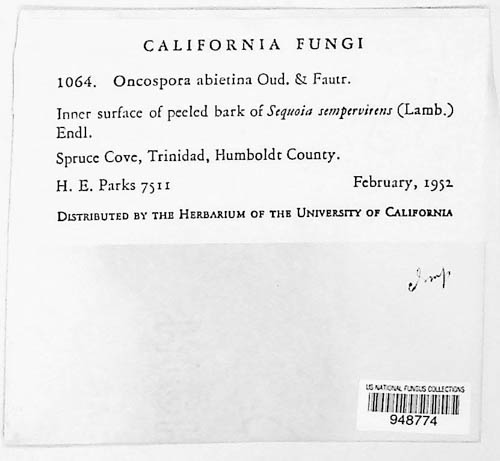 CALIFORNIA FUNGI
1064. Oncospora abietina Oud. & Fautr.
Inner surface of peeled bark of Sequoia sempervirens (Lamb.)
Endl.
Spruce Cove, Trinidad, Humboldt County.
H. E. Parks 7511 February, 1952
DISTRIBUTED BY THE HERBARIUM OF THE UNIVERSITY OF CALIFORNIA
US NATIONAL FUNGUS COLLECTIONS
948774